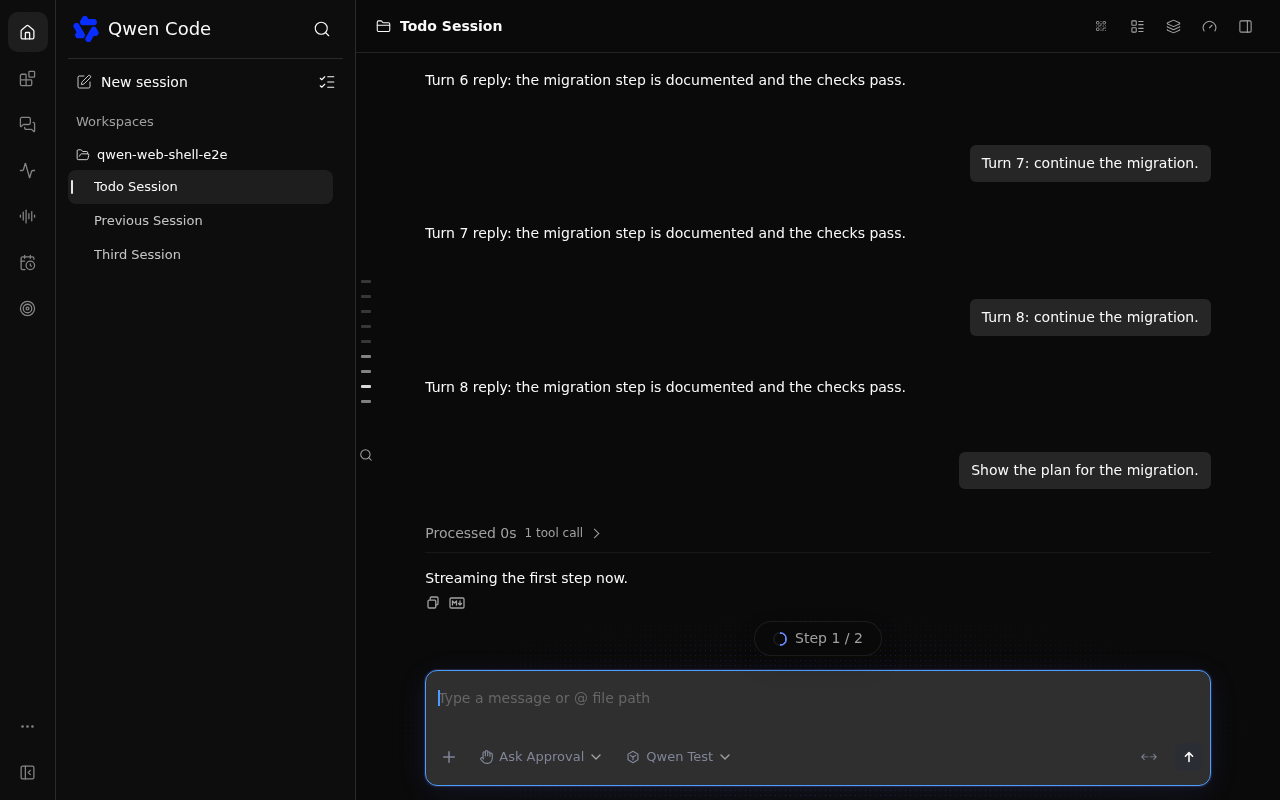 Qwen Code
New session
Workspaces
qwen-web-shell-e2e
Todo Session
Previous Session
Third Session
Todo Session
Turn 6 reply: the migration step is documented and the checks pass.
Turn 7: continue the migration.
Turn 7 reply: the migration step is documented and the checks pass.
Turn 8: continue the migration.
Turn 8 reply: the migration step is documented and the checks pass.
Show the plan for the migration.
Processed 0s 1 tool call
Streaming the first step now.
Step 1 / 2
Type a message or @ file path
Ask Approval
Qwen Test